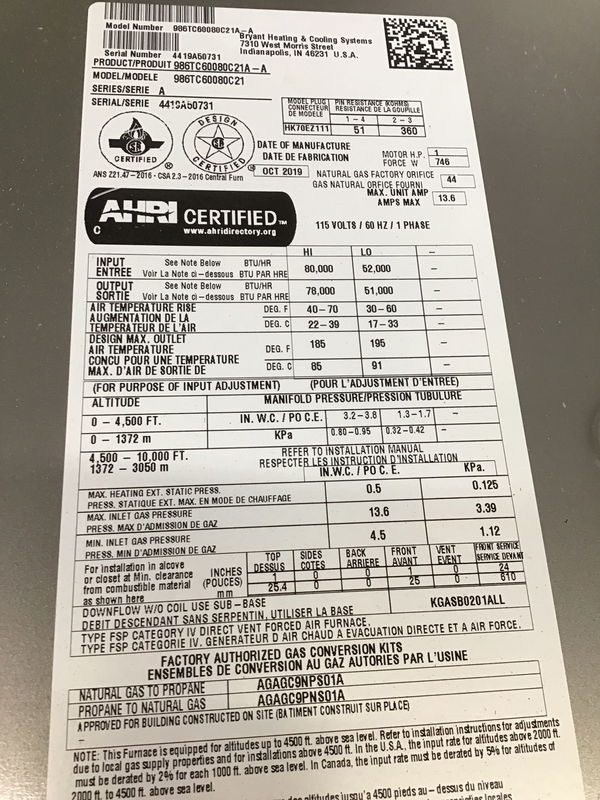 Model Number 986TC60080C21A-A
Bryant Heating & Cooling Systems
7310 West Morris Street
Indianapolis, IN 46231 U.S.A.
Serial Number 4419A50731
PRODUCT/PRODUIT 986TC60080C21A-A
MODEL/MODELE 986TC60080C21
SERIES/SERIE A
SERIAL/SERIE 4419A50731
MODEL PLUG CONNECTEUR DE MODELE
PIN RESISTANCE (KOHMS)
RESISTANCE DE LA GOUPILLE
1-4 2-3
HK70EZ111 51 360
CERTIFIED ®
DESIGN CERTIFIED ®
ANS Z21.47-2016 · CSA 2.3-2016 Central Furn
DATE OF MANUFACTURE
DATE DE FABRICATION
OCT 2019
MOTOR H.P. 1
FORCE W 746
NATURAL GAS FACTORY ORIFICE
GAS NATURAL ORFICE FOURNI 44
MAX. UNIT AMP
AMPS MAX 13.6
AHRI CERTIFIED™
www.ahridirectory.org
C
115 VOLTS / 60 HZ / 1 PHASE
HI LO
INPUT See Note Below BTU/HR
ENTREE Voir La Note ci-dessous BTU PAR HRE 80,000 52,000 -
OUTPUT See Note Below BTU/HR
SORTIE Voir La Note ci-dessous BTU PAR HRE 78,000 51,000 -
AIR TEMPERATURE RISE DEG. F 40-70 30-60 -
AUGMENTATION DE LA
TEMPERATEUR DE L'AIR DEG. C 22-39 17-33 -
DESIGN MAX. OUTLET
AIR TEMPERATURE DEG. F 185 195 -
CONCU POUR UNE TEMPERATURE
MAX. D'AIR DE SORTIE DE DEG. C 85 91 -
(FOR PURPOSE OF INPUT ADJUSTMENT) (POUR L'ADJUSTMENT D'ENTREE)
ALTITUDE MANIFOLD PRESSURE/PRESSION TUBULURE
0 - 4,500 FT. IN. W.C. / PO C.E. 3.2-3.8 1.3-1.7 -
0 - 1372 m KPa 0.80-0.95 0.32-0.42 -
4,500 - 10,000 FT. REFER TO INSTALLATION MANUAL
1372 - 3050 m RESPECTER LES INSTRUCTION D'INSTALLATION
IN.W.C. / PO C. E. KPa.
MAX. HEATING EXT. STATIC PRESS.
PRESS. STATIQUE EXT. MAX. EN MODE DE CHAUFFAGE 0.5 0.125
MAX. INLET GAS PRESSURE
PRESS. MAX D'ADMISSION DE GAZ 13.6 3.39
MIN. INLET GAS PRESSURE
PRESS. MIN D'ADMISSION DE GAZ 4.5 1.12
For installation in alcove
or closet at Min. clearance
from combustible material
as shown here
TOP SIDES BACK FRONT VENT FRONT SERVICE
DESSUS COTES ARRIERE AVANT EVENT SERVICE DEVANT
INCHES (POUCES) 1 0 0 1 0 24
mm 25.4 0 0 25 0 610
DOWNFLOW W/O COIL USE SUB-BASE
DEBIT DESCENDANT SANS SERPENTIN, UTILISER LA BASE KGASB0201ALL
TYPE FSP CATEGORY IV DIRECT VENT FORCED AIR FURNACE.
TYPE FSP CATEGORIE IV. GENERATEUR D AIR CHAUD A EVACUATION DIRECTE ET A AIR FORCE.
FACTORY AUTHORIZED GAS CONVERSION KITS
ENSEMBLES DE CONVERSION AU GAZ AUTORIES PAR L'USINE
NATURAL GAS TO PROPANE AGAGC9NPS01A
PROPANE TO NATURAL GAS AGAGC9PNS01A
APPROVED FOR BUILDING CONSTRUCTED ON SITE (BATIMENT CONSTRUIT SUR PLACE)
-
NOTE: This Furnace is equipped for altitudes up to 4500 ft. above sea level. Refer to installation instructions for adjustments
due to local gas supply properties and for installations above 4500 ft. In the U.S.A., the input rate for altitudes above 2000 ft.
must be derated by 2% for each 1000 ft. above sea level. In Canada, the input rate must be derated by 5% for altitudes of
2000 ft. to 4500 ft. above sea level.
altitudes jusqu'a 4500 pieds au-dessus du niveau
locales